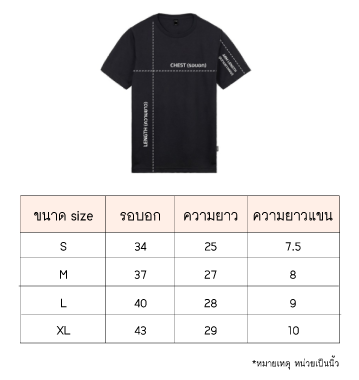 CHEST (รอบอก)
LENGTH (ความยาว)
ขนาด size รอบอก ความยาว ความยาวแขน
S 34 25 7.5
M 37 27 8
L 40 28 9
XL 43 29 10
*หมายเหตุ หน่วยเป็นนิ้ว